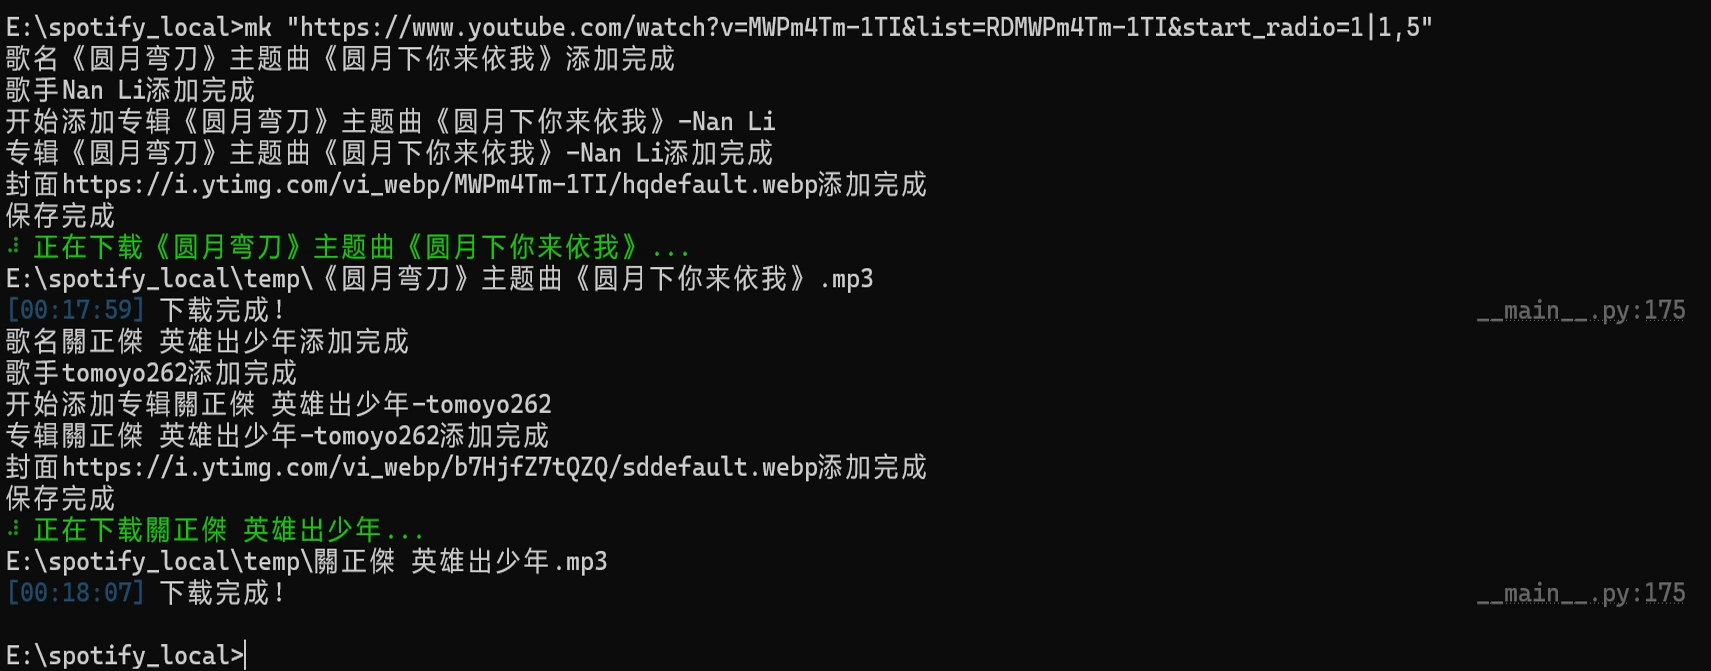 E:\spotify_local>mk "https://www.youtube.com/watch?v=MWPm4Tm-1TI&list=RDMWPm4Tm-1TI&start_radio=1|1,5"
歌名《圆月弯刀》主题曲《圆月下你来依我》添加完成
歌手Nan Li添加完成
开始添加专辑《圆月弯刀》主题曲《圆月下你来依我》-Nan Li
专辑《圆月弯刀》主题曲《圆月下你来依我》-Nan Li添加完成
封面https://i.ytimg.com/vi_webp/MWPm4Tm-1TI/hqdefault.webp添加完成
保存完成
正在下载《圆月弯刀》主题曲《圆月下你来依我》...
E:\spotify_local\temp\《圆月弯刀》主题曲《圆月下你来依我》.mp3
[00:17:59] 下载完成! __main__.py:175
歌名關正傑 英雄出少年添加完成
歌手tomoyo262添加完成
开始添加专辑關正傑 英雄出少年-tomoyo262
专辑關正傑 英雄出少年-tomoyo262添加完成
封面https://i.ytimg.com/vi_webp/b7HjfZ7tQZQ/sddefault.webp添加完成
保存完成
正在下载關正傑 英雄出少年...
E:\spotify_local\temp\關正傑 英雄出少年.mp3
[00:18:07] 下载完成! __main__.py:175
E:\spotify_local>